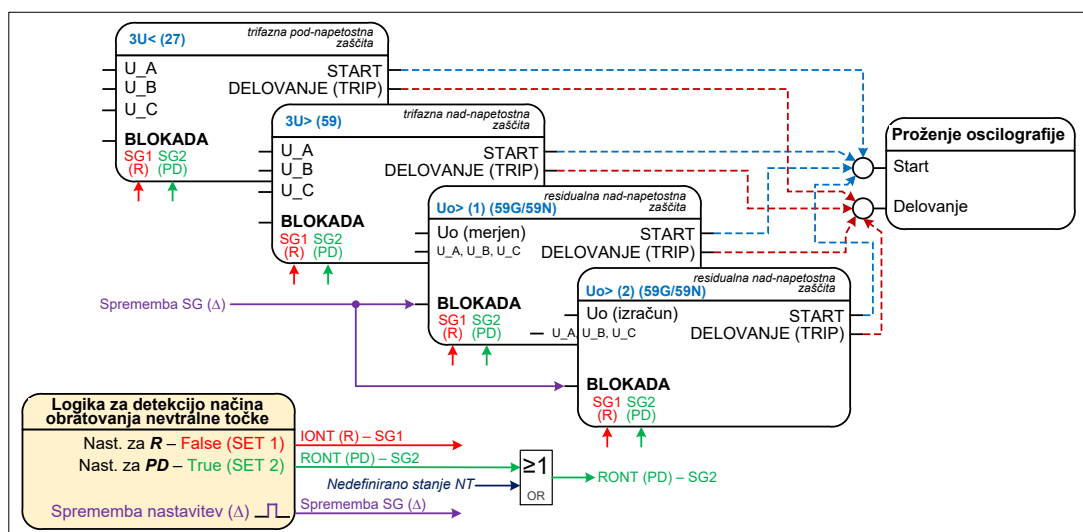 3U< (27)
trifazna pod-napetostna
zaščita
U_A
U_B
U_C
START
DELOVANJE (TRIP)
BLOKADA
SG1 SG2
(R) (PD)
3U> (59)
trifazna nad-napetostna
zaščita
U_A
U_B
U_C
START
DELOVANJE (TRIP)
BLOKADA
SG1 SG2
(R) (PD)
Uo> (1) (59G/59N)
residualna nad-napetostna
zaščita
Uo (merjen)
U_A, U_B, U_C
START
DELOVANJE (TRIP)
BLOKADA
SG1 SG2
(R) (PD)
Uo> (2) (59G/59N)
residualna nad-napetostna
zaščita
Uo (izračun)
U_A, U_B, U_C
START
DELOVANJE (TRIP)
BLOKADA
SG1 SG2
(R) (PD)
Proženje oscilografije
Start
Delovanje
Sprememba SG (Δ)
Logika za detekcijo načina
obratovanja nevtralne točke
Nast. za R – False (SET 1)
Nast. za PD – True (SET 2)
Sprememba nastavitev (Δ)
IONT (R) – SG1
RONT (PD) – SG2
Nedefinirano stanje NT
Sprememba SG (Δ)
≥1
OR
RONT (PD) – SG2